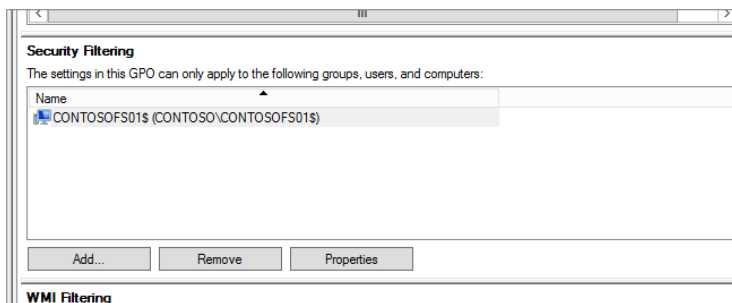 Security Filtering
The settings in this GPO can only apply to the following groups, users, and computers:
Name
CONTOSOFS01$ (CONTOSO\CONTOSOFS01$)
Add... Remove Properties
WMI Filtering